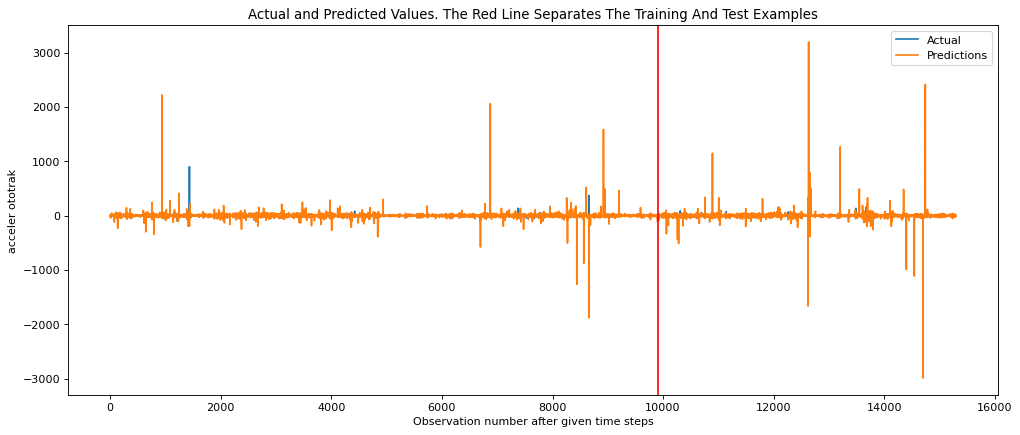 Actual and Predicted Values. The Red Line Separates The Training And Test Examples
Actual
Predictions
3000
2000
1000
0
−1000
−2000
−3000
acceler ototrak
0 2000 4000 6000 8000 10000 12000 14000 16000
Observation number after given time steps